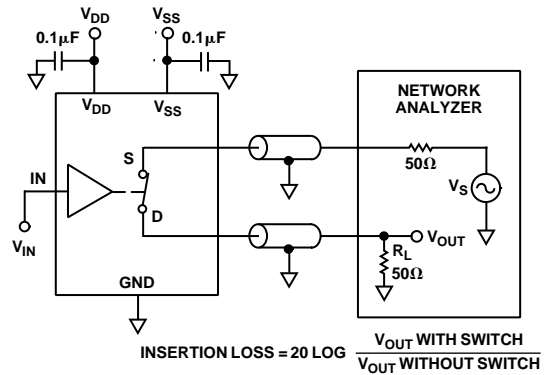 VDD
VSS
0.1µF
0.1µF
VDD
VSS
NETWORK
ANALYZER
S
50Ω
IN
VS
D
VOUT
VIN
RL
50Ω
GND
INSERTION LOSS = 20 LOG
VOUT WITH SWITCH
VOUT WITHOUT SWITCH